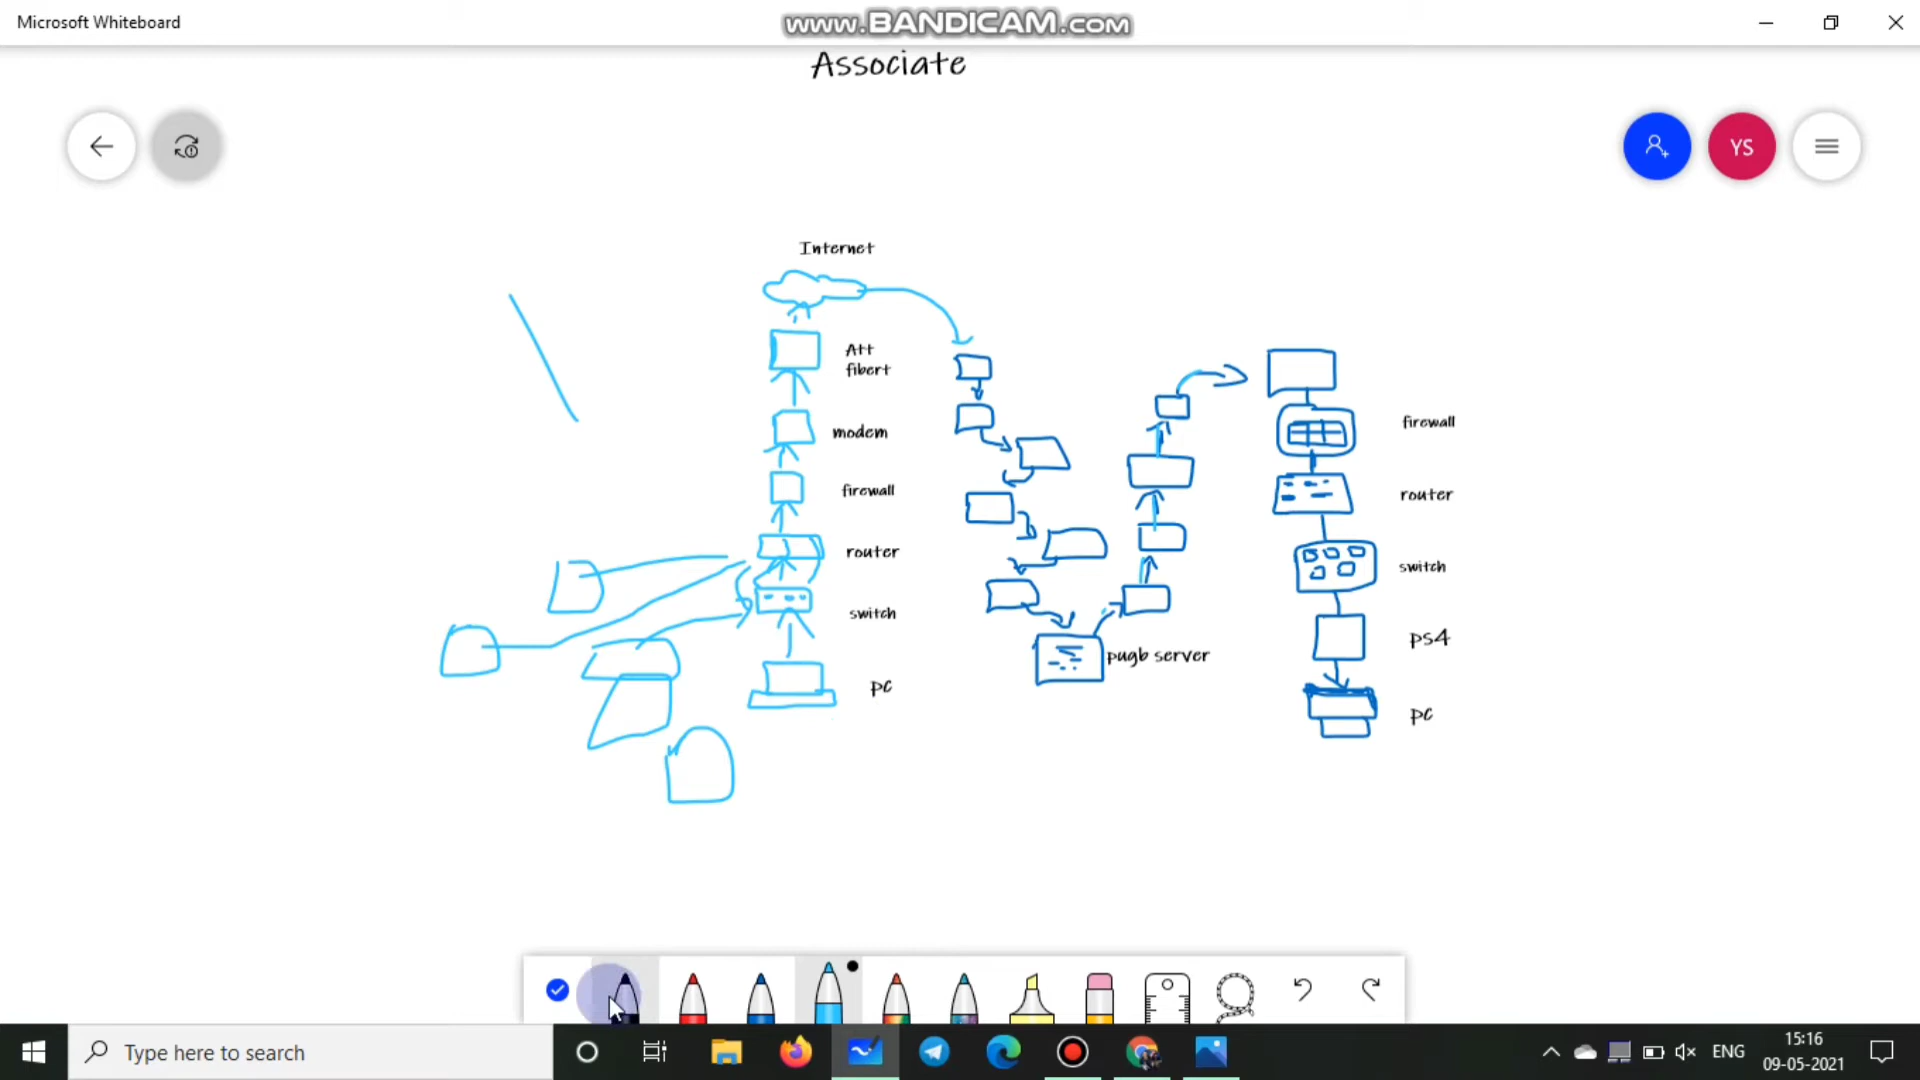 Microsoft Whiteboard
www.BANDICAM.com
Associate
YS
Internet
Att
fibert
modem
firewall
router
switch
pc
pugb server
firewall
router
switch
ps4
pc
Type here to search
ENG
15:16
09-05-2021